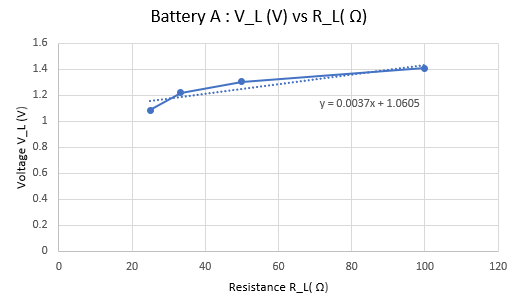 Battery A : V_L (V) vs R_L( Ω)
1.6
1.4
1.2
1
0.8
0.6
0.4
0.2
0
y = 0.0037x + 1.0605
Voltage V_L (V)
0 20 40 60 80 100 120
Resistance R_L( Ω)